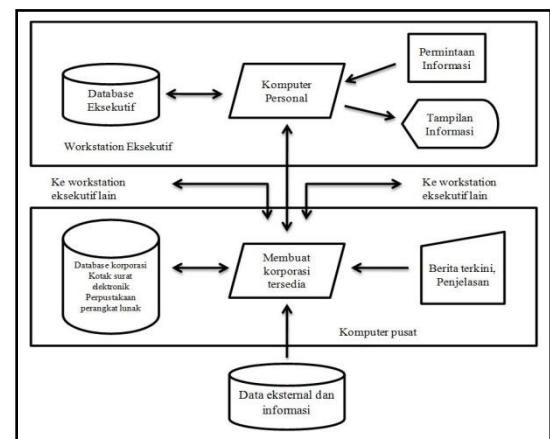 Permintaan
Informasi
Database
Eksekutif
Komputer
Personal
Tampilan
Informasi
Workstation Eksekutif
Ke workstation
eksekutif lain
Ke workstation
eksekutif lain
Database korporasi
Kotak surat
elektronik
Perpustakaan
perangkat lunak
Membuat
korporasi
tersedia
Berita terkini,
Penjelasan
Komputer pusat
Data eksternal dan
informasi